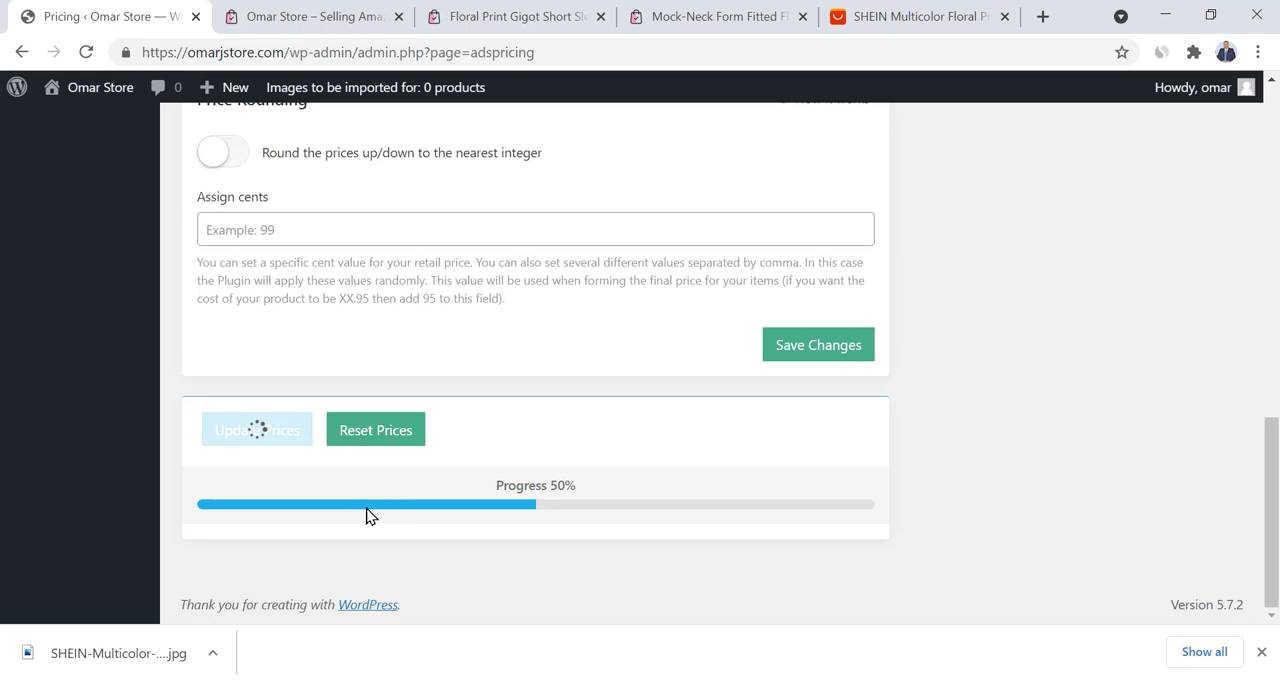 Pricing ‹ Omar Store — W
Omar Store – Selling Ama
Floral Print Gigot Short Sl
Mock-Neck Form Fitted F
SHEIN Multicolor Floral P
https://omarjstore.com/wp-admin/admin.php?page=adspricing
Omar Store
0
New
Images to be imported for: 0 products
Howdy, omar
Price Rounding
Round the prices up/down to the nearest integer
Assign cents
Example: 99
You can set a specific cent value for your retail price. You can also set several different values separated by comma. In this case
the Plugin will apply these values randomly. This value will be used when forming the final price for your items (if you want the
cost of your product to be XX.95 then add 95 to this field).
Save Changes
Update Prices
Reset Prices
Progress 50%
Thank you for creating with WordPress.
Version 5.7.2
SHEIN-Multicolor-....jpg
Show all